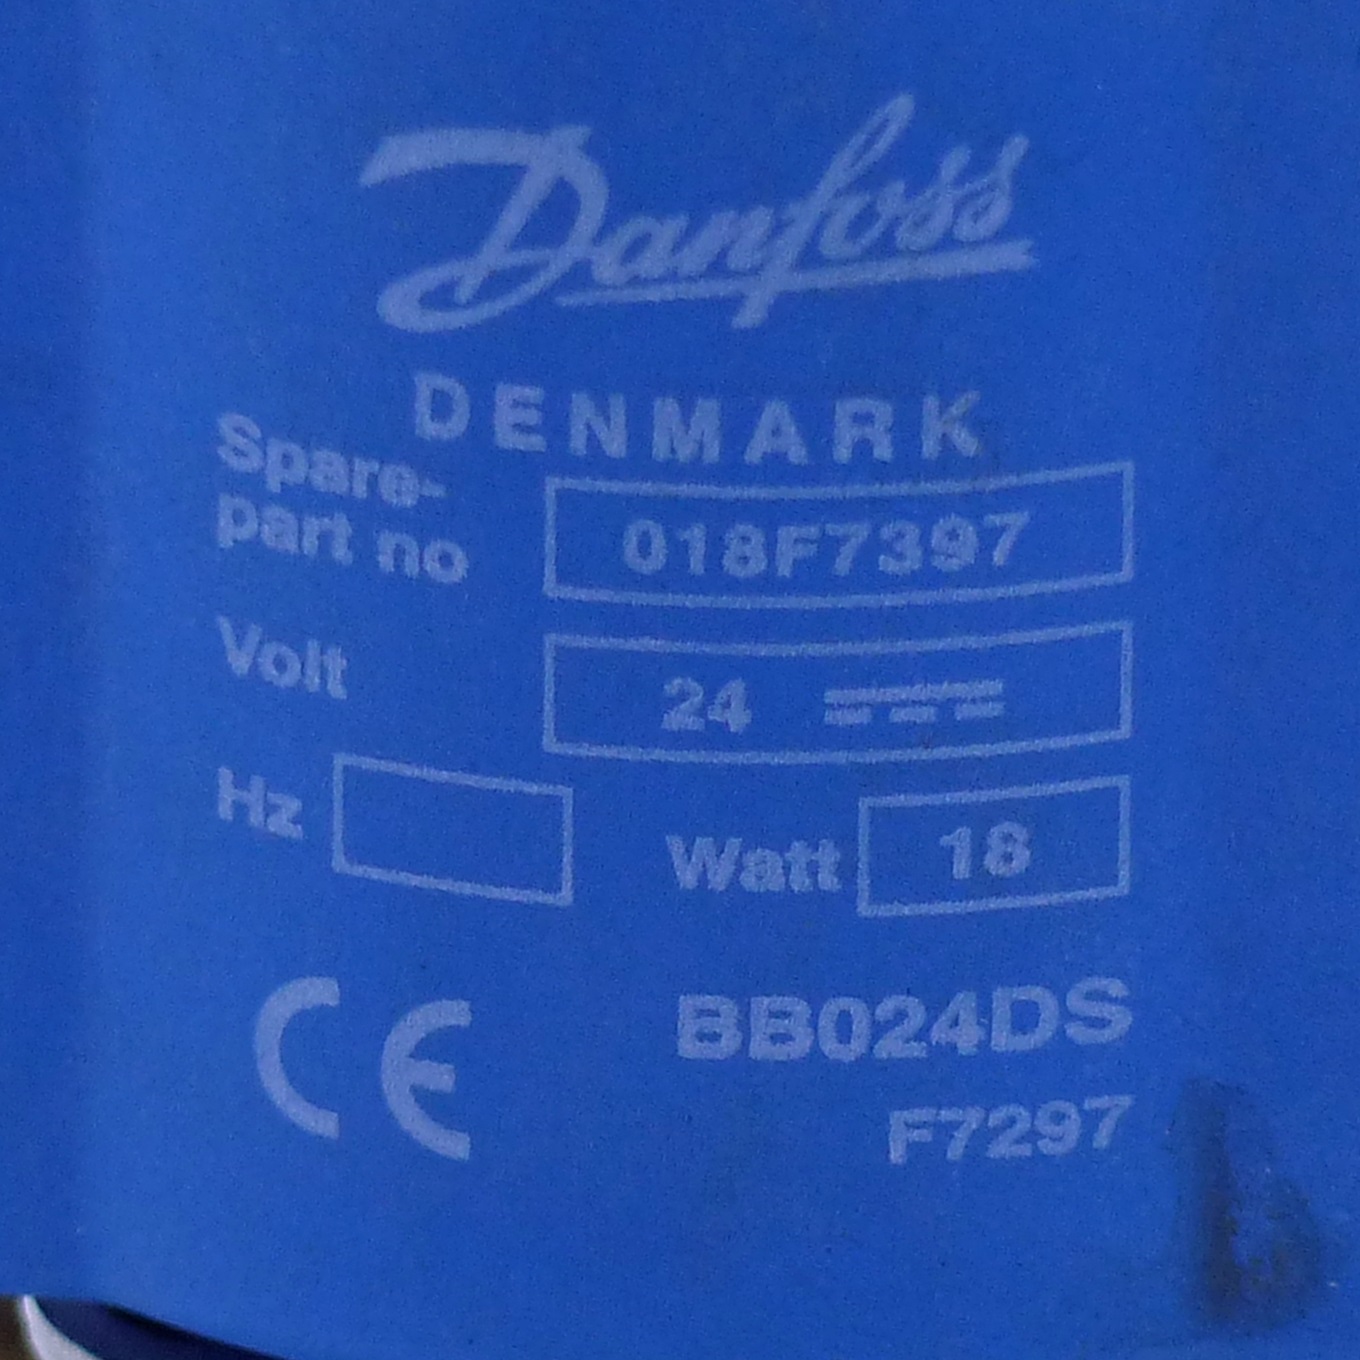 Danfoss
DENMARK
Spare-
part no 018F7397
Volt 24
Hz Watt 18
CE BB024DS
F7297